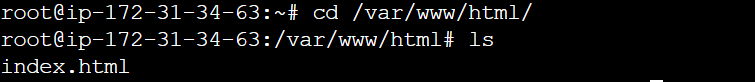 root@ip-172-31-34-63:~# cd /var/www/html/
root@ip-172-31-34-63:/var/www/html# ls
index.html